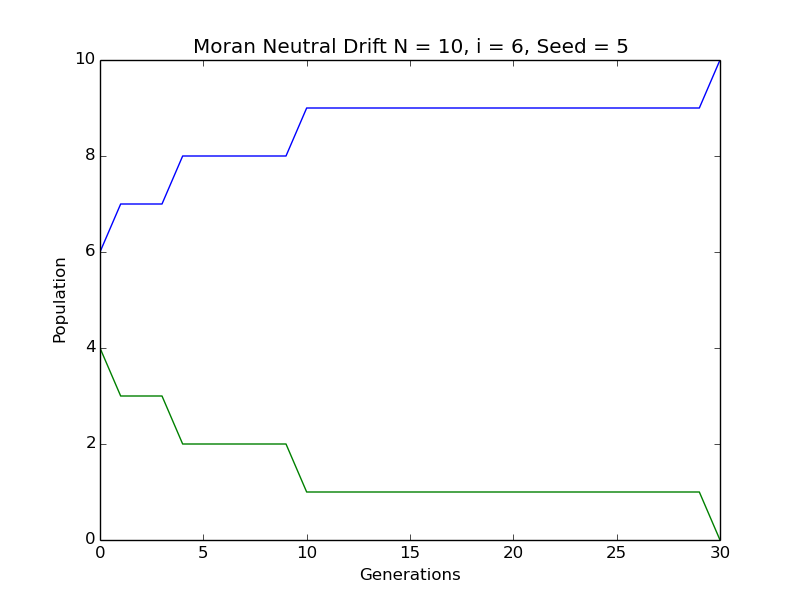 Moran Neutral Drift N = 10, i = 6, Seed = 5
10
8
6
4
2
0
Population
0 5 10 15 20 25 30
Generations